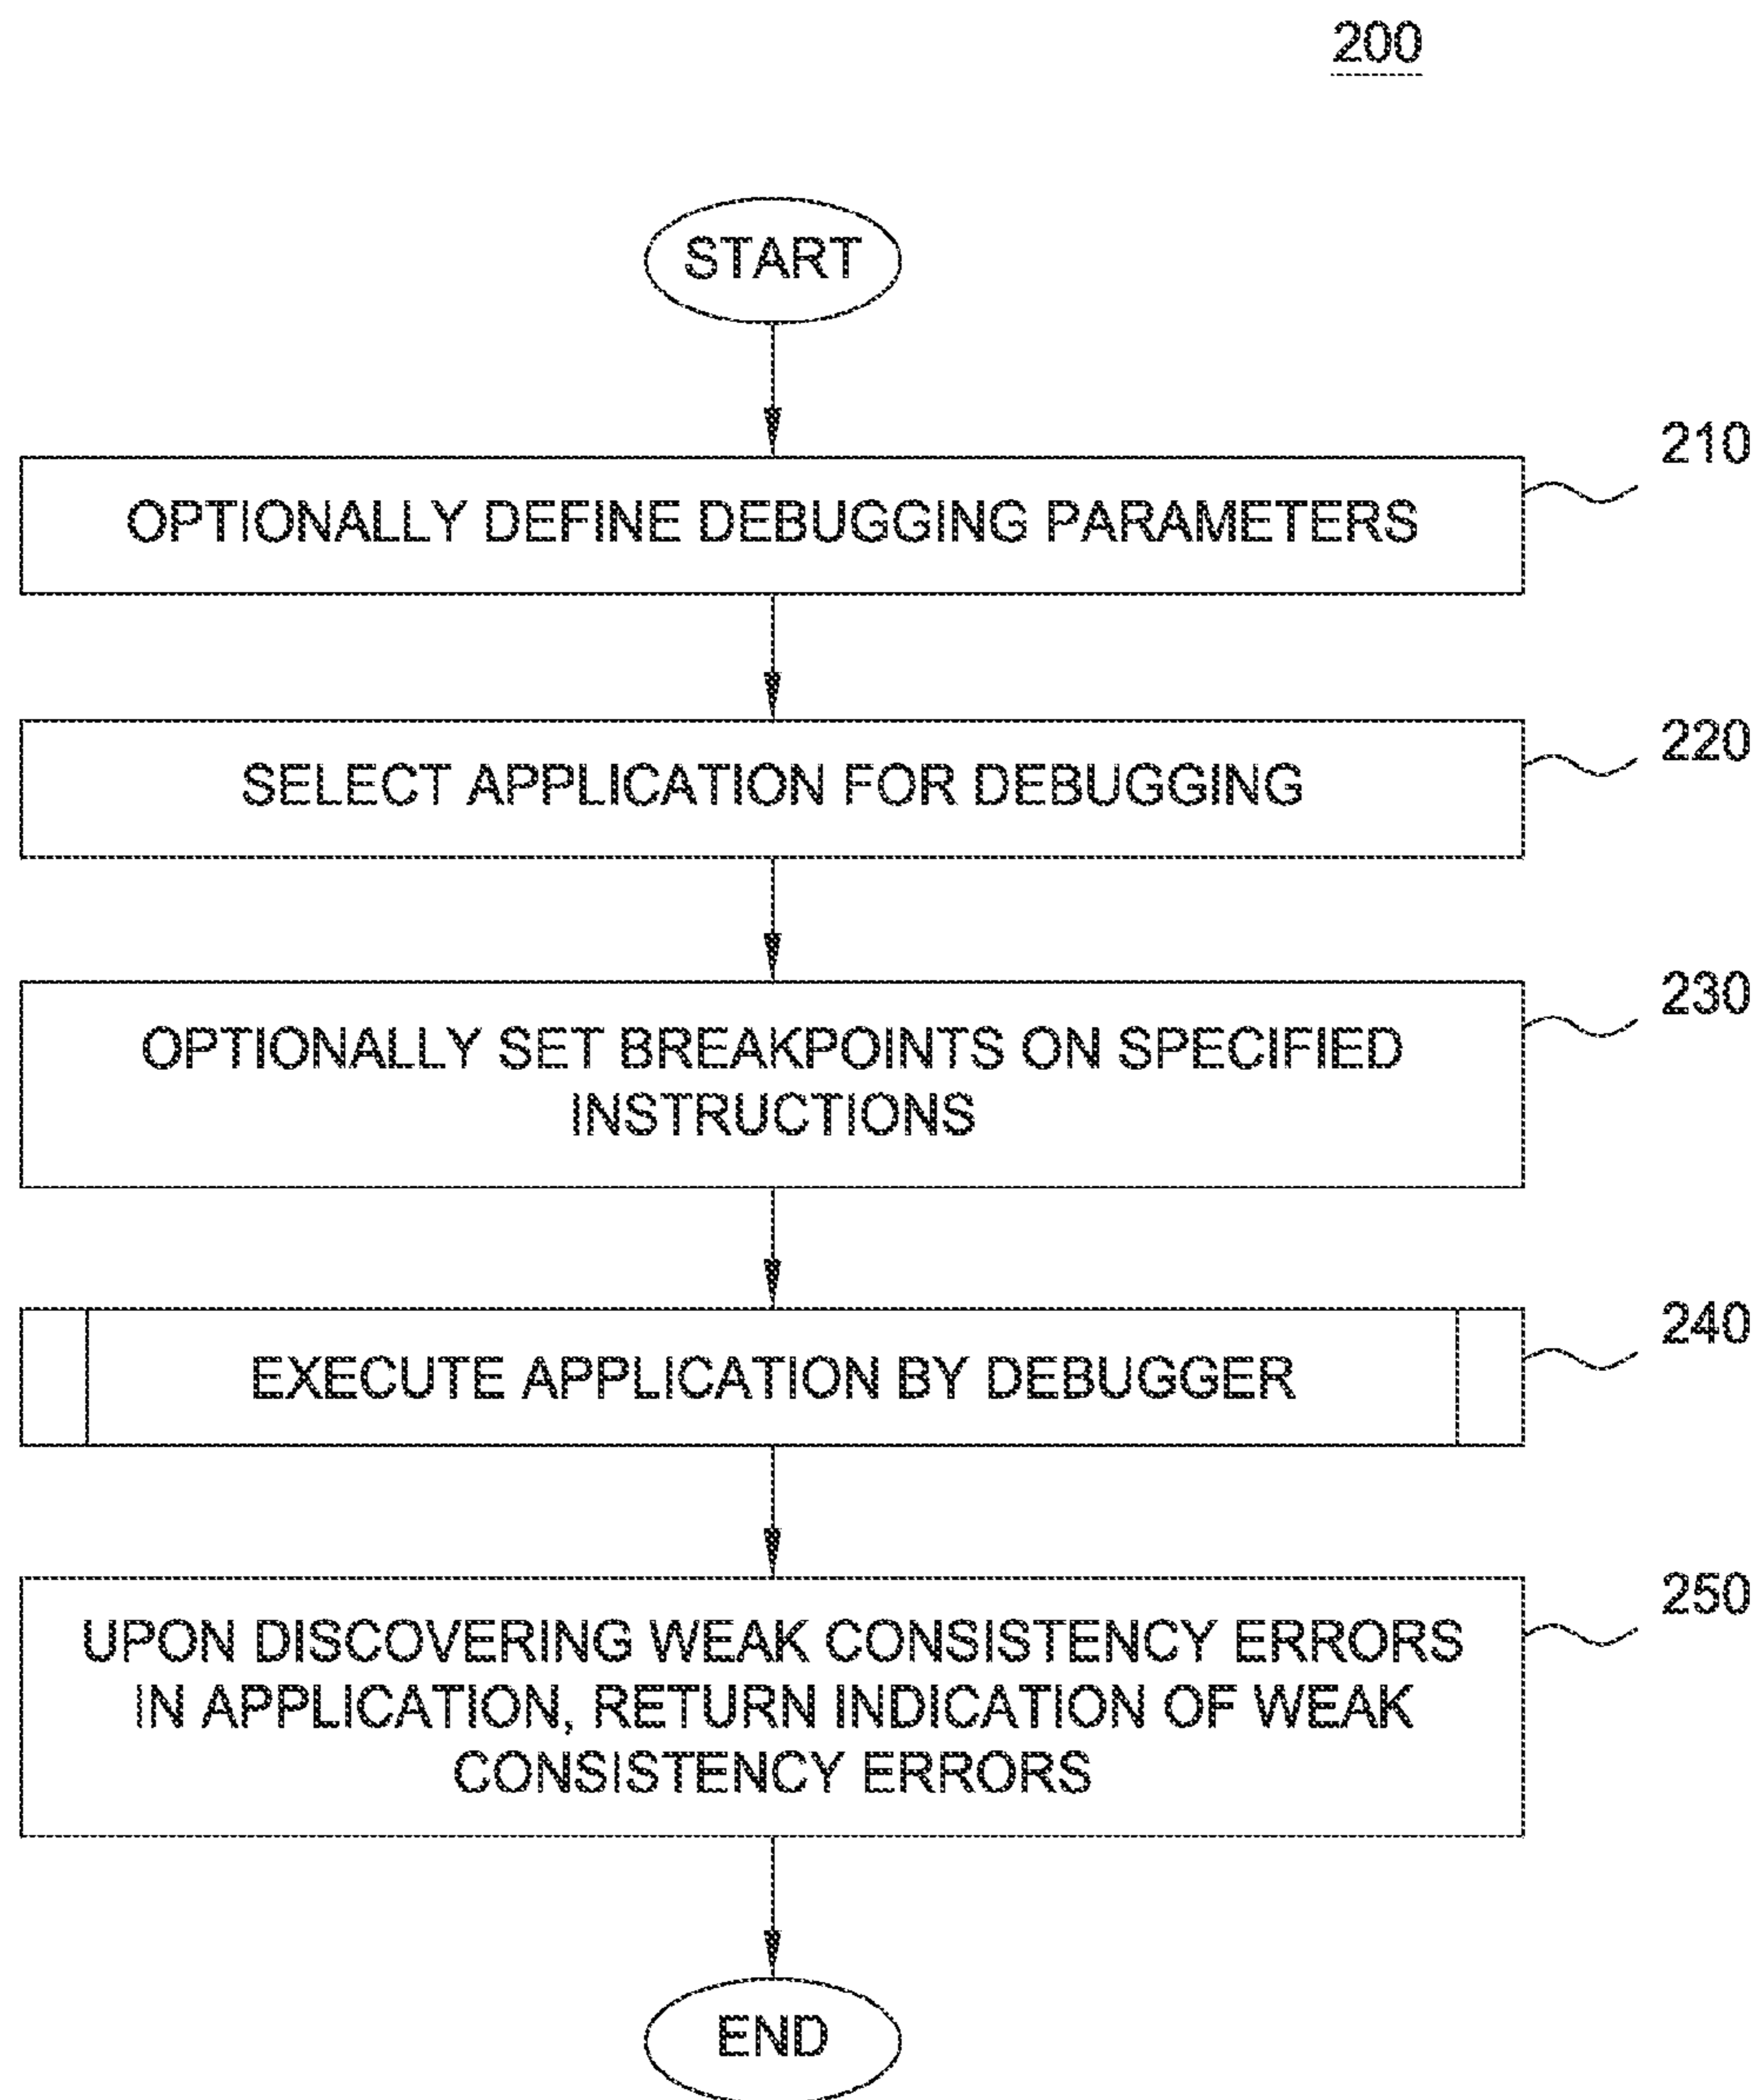 200
START
210
OPTIONALLY DEFINE DEBUGGING PARAMETERS
220
SELECT APPLICATION FOR DEBUGGING
230
OPTIONALLY SET BREAKPOINTS ON SPECIFIED
INSTRUCTIONS
240
EXECUTE APPLICATION BY DEBUGGER
250
UPON DISCOVERING WEAK CONSISTENCY ERRORS
IN APPLICATION, RETURN INDICATION OF WEAK
CONSISTENCY ERRORS
END